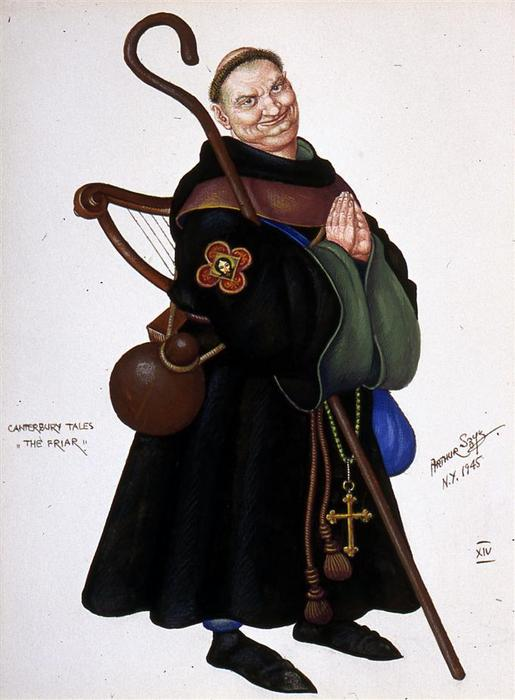 CANTERBURY TALES
"THE FRIAR"
ARTHUR Szyk
N.Y. 1945
XIV